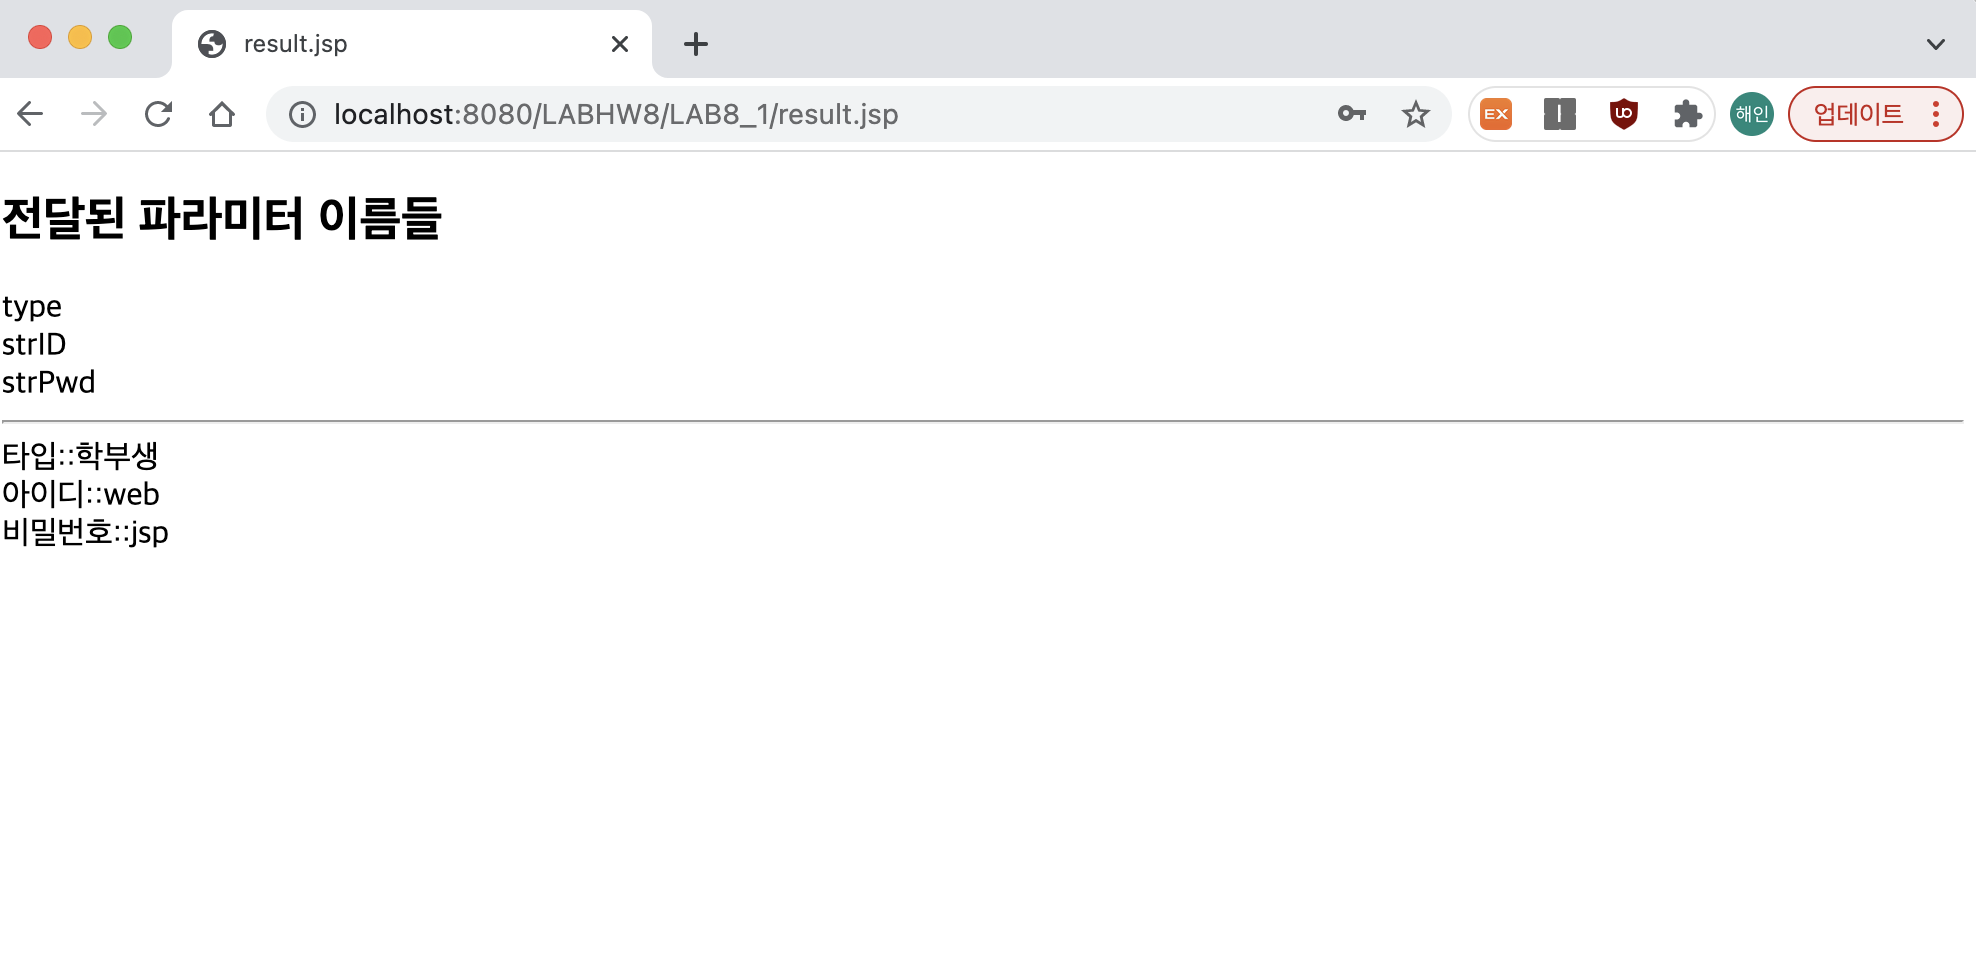 result.jsp
localhost:8080/LABHW8/LAB8_1/result.jsp
EX
해인
업데이트
전달된 파라미터 이름들
type
strID
strPwd
타입::학부생
아이디::web
비밀번호::jsp